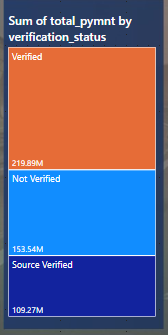 Sum of total_pymnt by
verification_status
Verified
219.89M
Not Verified
153.54M
Source Verified
109.27M